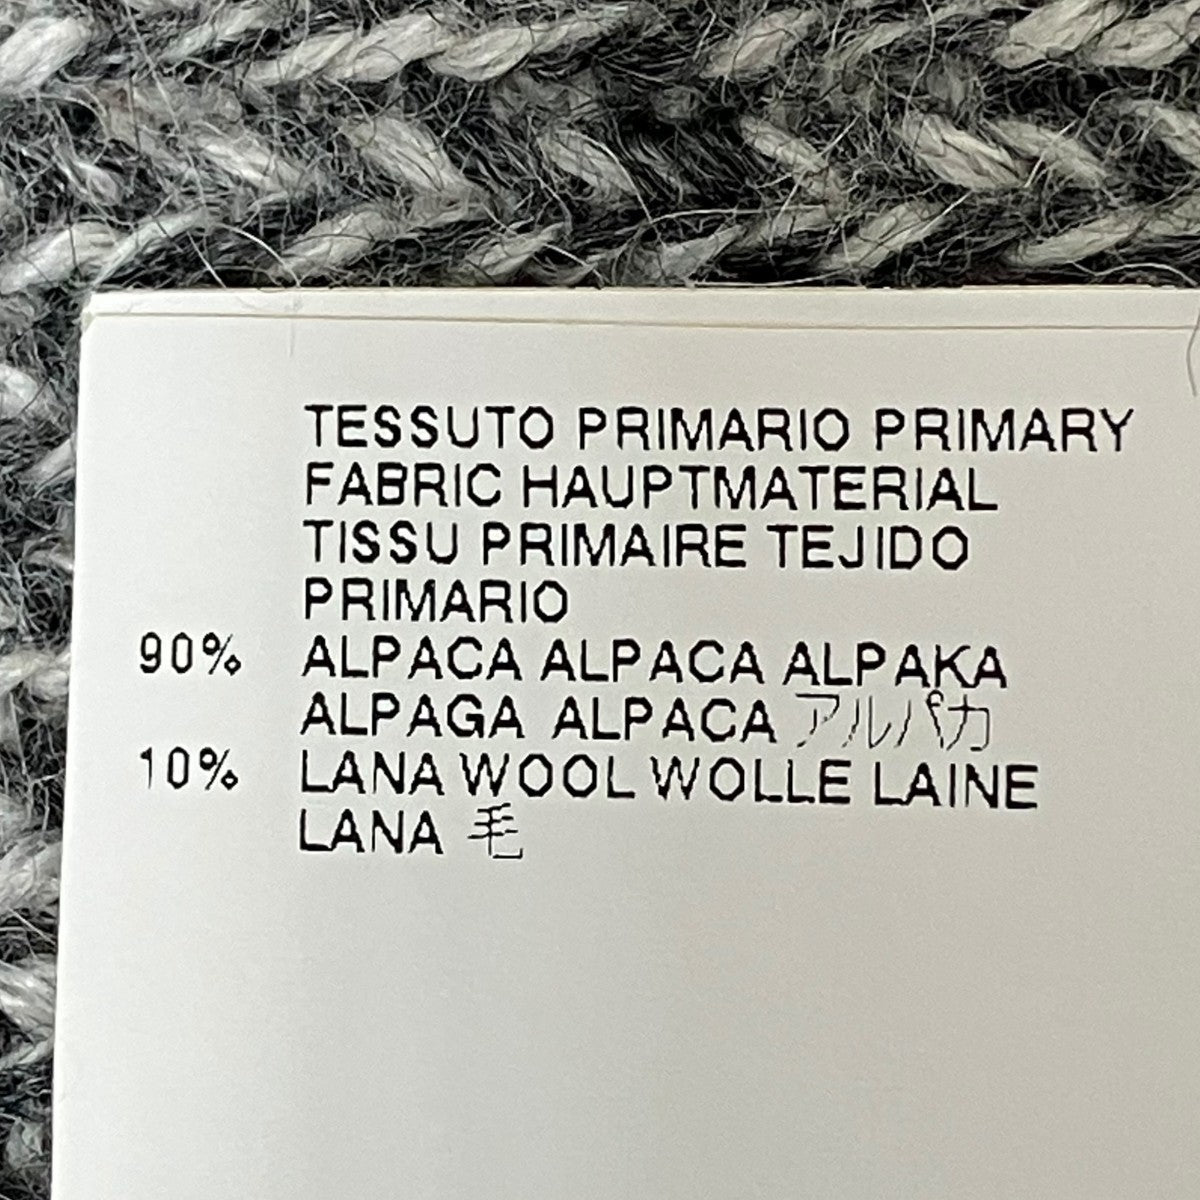 TESSUTO PRIMARIO PRIMARY
FABRIC HAUPTMATERIAL
TISSU PRIMAIRE TEJIDO
PRIMARIO
90% ALPACA ALPACA ALPAKA
ALPAGA ALPACA アルパカ
10% LANA WOOL WOLLE LAINE
LANA 毛